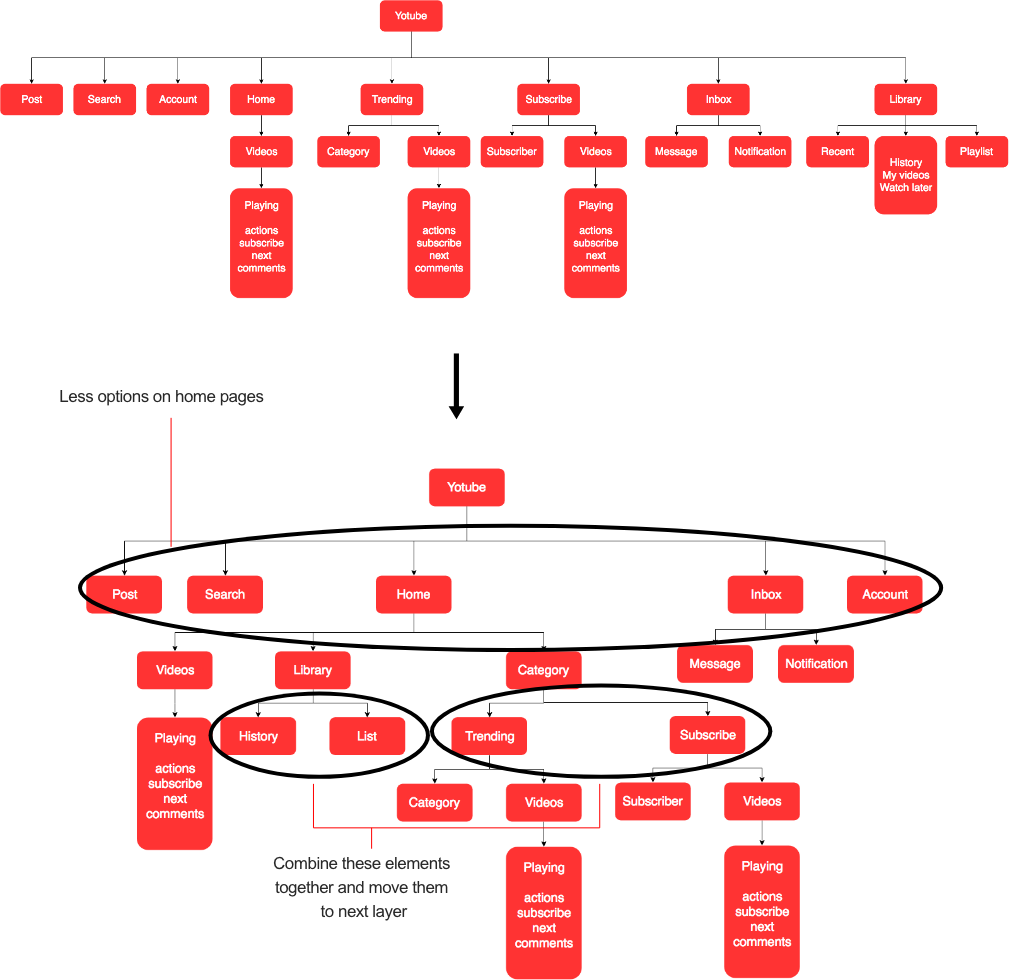 Yotube
Post
Search
Account
Home
Trending
Subscribe
Inbox
Library
Videos
Category
Videos
Subscriber
Videos
Message
Notification
Recent
History
My videos
Watch later
Playlist
Playing
actions
subscribe
next
comments
Playing
actions
subscribe
next
comments
Playing
actions
subscribe
next
comments
Less options on home pages
Yotube
Post
Search
Home
Inbox
Account
Videos
Library
Category
Message
Notification
Playing
actions
subscribe
next
comments
History
List
Trending
Subscribe
Category
Videos
Subscriber
Videos
Combine these elements
together and move them
to next layer
Playing
actions
subscribe
next
comments
Playing
actions
subscribe
next
comments